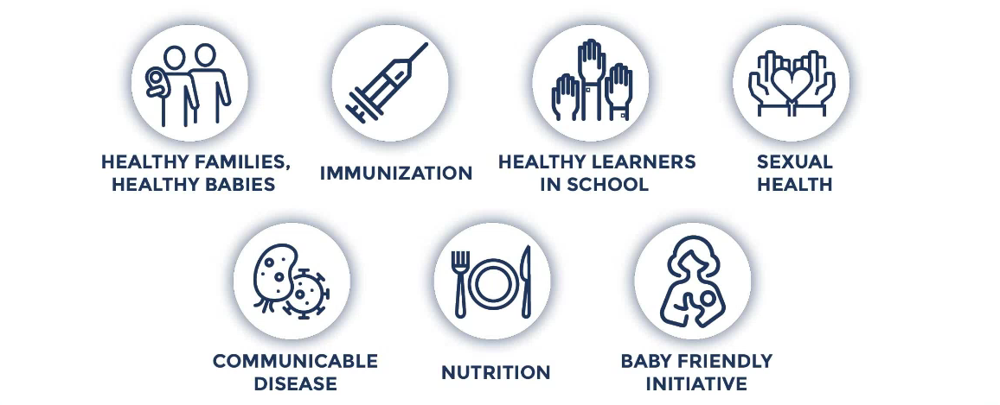 HEALTHY FAMILIES,
HEALTHY BABIES
IMMUNIZATION
HEALTHY LEARNERS
IN SCHOOL
SEXUAL
HEALTH
COMMUNICABLE
DISEASE
NUTRITION
BABY FRIENDLY
INITIATIVE